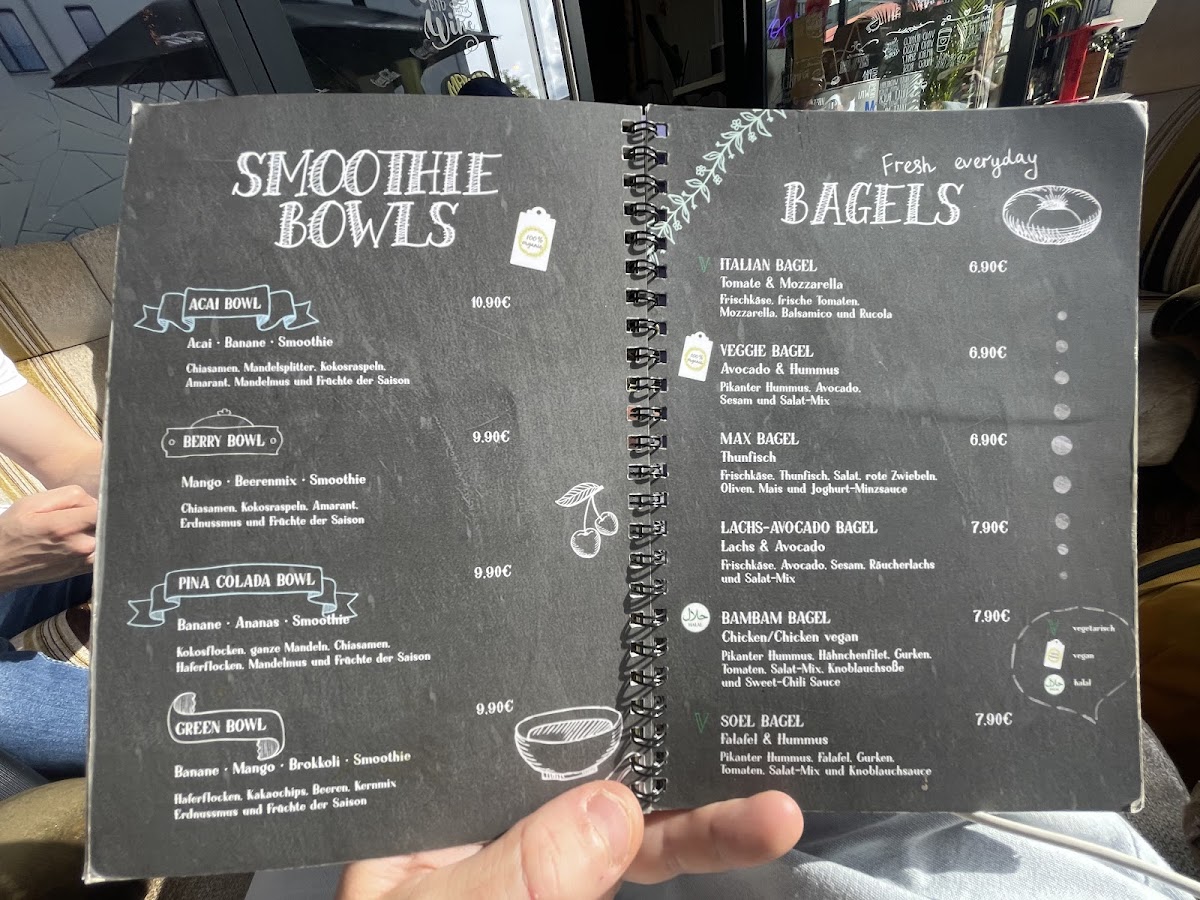 SMOOTHIE
BOWLS
100%
organic
ACAI BOWL
10.90€
Acai · Banane · Smoothie
Chiasamen, Mandelsplitter, Kokosraspeln,
Amarant, Mandelmus und Früchte der Saison
BERRY BOWL
9.90€
Mango · Beerenmix · Smoothie
Chiasamen, Kokosraspeln, Amarant,
Erdnussmus und Früchte der Saison
PINA COLADA BOWL
9.90€
Banane · Ananas · Smoothie
Kokosflocken, ganze Mandeln, Chiasamen,
Haferflocken, Mandelmus und Früchte der Saison
GREEN BOWL
9.90€
Banane · Mango · Brokkoli · Smoothie
Haferflocken, Kakaochips, Beeren, Kernmix
Erdnussmus und Früchte der Saison
Fresh everyday
BAGELS
V ITALIAN BAGEL 6.90€
Tomate & Mozzarella
Frischkäse, frische Tomaten,
Mozzarella, Balsamico und Rucola
100%
organic
VEGGIE BAGEL 6.90€
Avocado & Hummus
Pikanter Hummus, Avocado,
Sesam und Salat-Mix
MAX BAGEL 6.90€
Thunfisch
Frischkäse, Thunfisch, Salat, rote Zwiebeln,
Oliven, Mais und Joghurt-Minzsauce
LACHS-AVOCADO BAGEL 7.90€
Lachs & Avocado
Frischkäse, Avocado, Sesam, Räucherlachs
und Salat-Mix
حلال
HALAL
BAMBAM BAGEL 7.90€
Chicken/Chicken vegan
Pikanter Hummus, Hähnchenfilet, Gurken,
Tomaten, Salat-Mix, Knoblauchsoße
und Sweet-Chili Sauce
V SOEL BAGEL 7.90€
Falafel & Hummus
Pikanter Hummus, Falafel, Gurken,
Tomaten, Salat-Mix und Knoblauchsauce
V vegetarisch
vegan
حلال halal